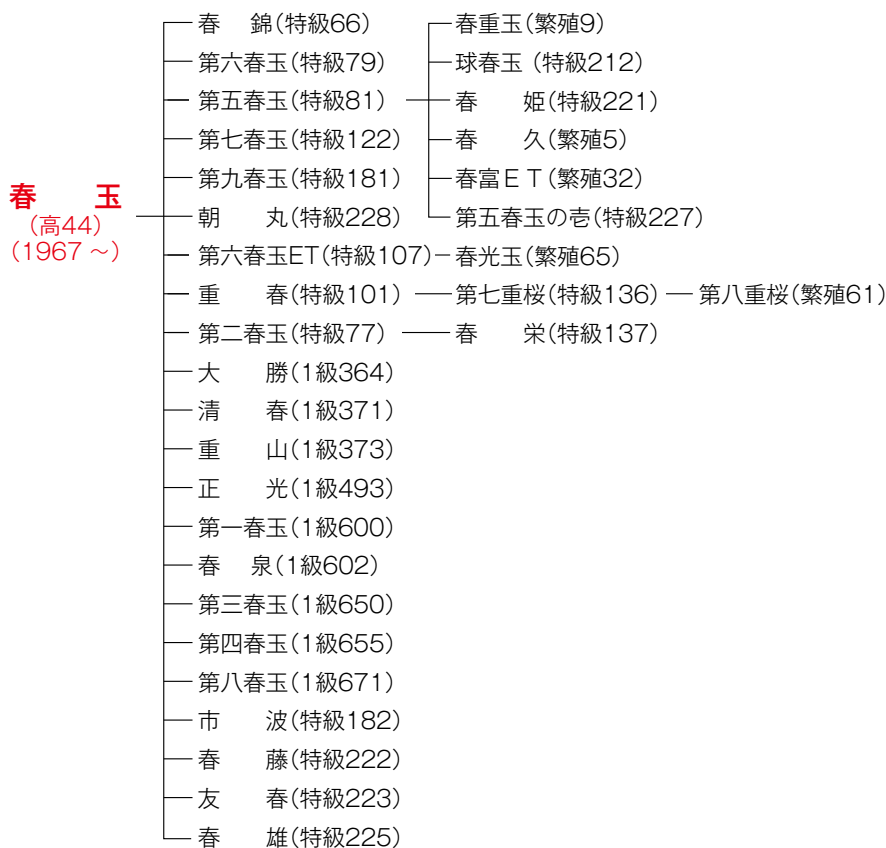 春　玉
(高44)
(1967～)
春　錦(特級66)
第六春玉(特級79)
第五春玉(特級81)
第七春玉(特級122)
第九春玉(特級181)
朝　丸(特級228)
第六春玉ET(特級107)
重　春(特級101)
第二春玉(特級77)
大　勝(1級364)
清　春(1級371)
重　山(1級373)
正　光(1級493)
第一春玉(1級600)
春　泉(1級602)
第三春玉(1級650)
第四春玉(1級655)
第八春玉(1級671)
市　波(特級182)
春　藤(特級222)
友　春(特級223)
春　雄(特級225)
春重玉(繁殖9)
球春玉(特級212)
春　姫(特級221)
春　久(繁殖5)
春富ＥＴ(繁殖32)
第五春玉の壱(特級227)
春光玉(繁殖65)
第七重桜(特級136)
第八重桜(繁殖61)
春　栄(特級137)